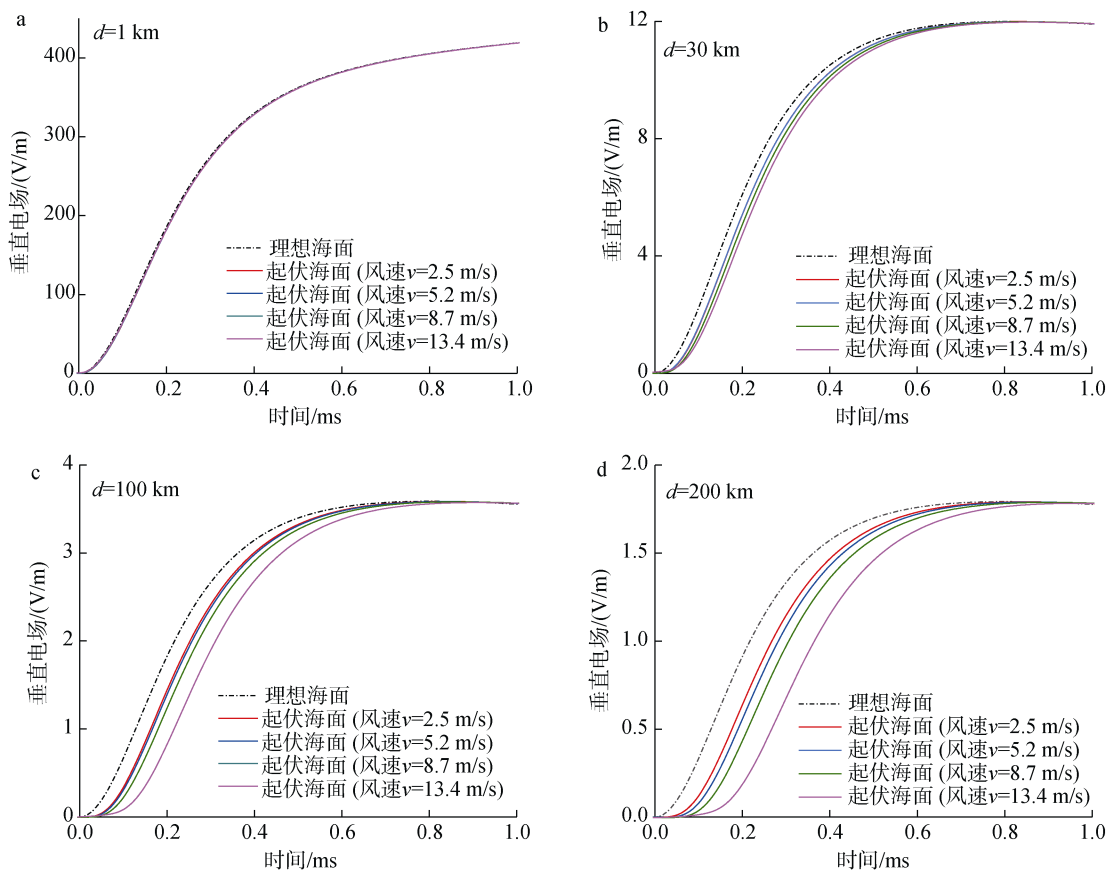 a
d=1 km
400
300
200
100
0
0
0.2
0.4
0.6
0.8
1.0
垂直电场/(V/m)
时间/ms
理想海面
起伏海面 (风速v=2.5 m/s)
起伏海面 (风速v=5.2 m/s)
起伏海面 (风速v=8.7 m/s)
起伏海面 (风速v=13.4 m/s)
b
d=30 km
12
8
4
0
0.0
0.2
0.4
0.6
0.8
1.0
垂直电场/(V/m)
时间/ms
理想海面
起伏海面 (风速v=2.5 m/s)
起伏海面 (风速v=5.2 m/s)
起伏海面 (风速v=8.7 m/s)
起伏海面 (风速v=13.4 m/s)
c
d=100 km
4
3
2
1
0
0.0
0.2
0.4
0.6
0.8
1.0
垂直电场/(V/m)
时间/ms
理想海面
起伏海面 (风速v=2.5 m/s)
起伏海面 (风速v=5.2 m/s)
起伏海面 (风速v=8.7 m/s)
起伏海面 (风速v=13.4 m/s)
d
d=200 km
2.0
1.5
1.0
0.5
0.0
0.0
0.2
0.4
0.6
0.8
1.0
垂直电场/(V/m)
时间/ms
理想海面
起伏海面 (风速v=2.5 m/s)
起伏海面 (风速v=5.2 m/s)
起伏海面 (风速v=8.7 m/s)
起伏海面 (风速v=13.4 m/s)